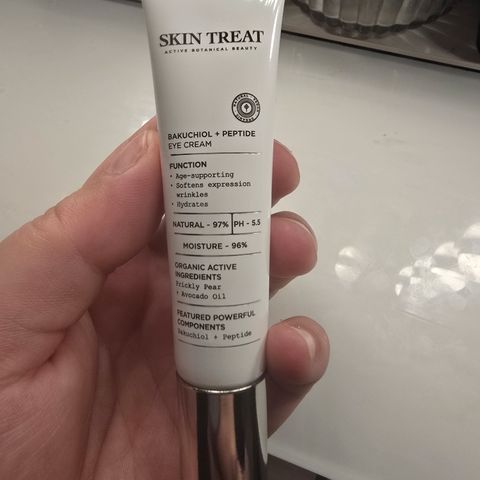 SKIN TREAT
ACTIVE BOTANICAL BEAUTY
BAKUCHIOL + PEPTIDE
EYE CREAM
FUNCTION
• Age-supporting
• Softens expression
wrinkles
• Hydrates
NATURAL - 97% PH - 5.5
MOISTURE - 96%
ORGANIC ACTIVE
INGREDIENTS
Prickly Pear
+ Avocado Oil
FEATURED POWERFUL
COMPONENTS
Bakuchiol + Peptide